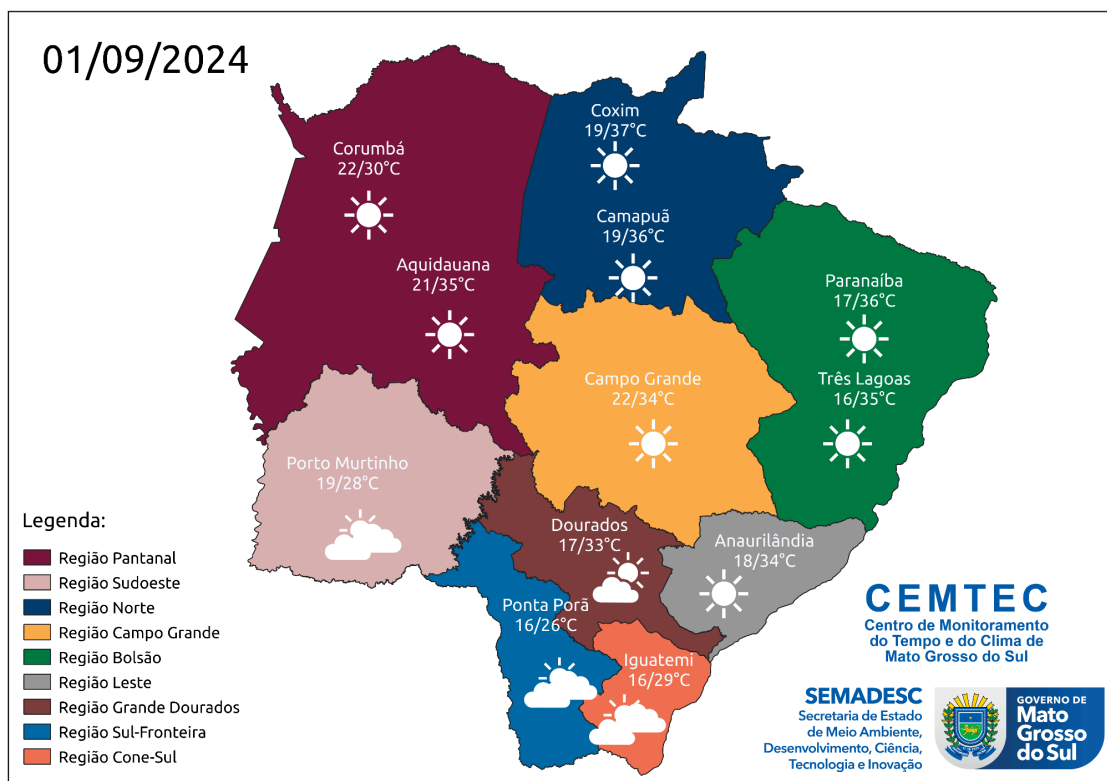 01/09/2024
Coxim
19/37°C
Corumbá
22/30°C
Camapuã
19/36°C
Aquidauana
21/35°C
Paranaíba
17/36°C
Campo Grande
22/34°C
Três Lagoas
16/35°C
Porto Murtinho
19/28°C
Dourados
17/33°C
Anaurilândia
18/34°C
Ponta Porã
16/26°C
Iguatemi
16/29°C
Legenda:
Região Pantanal
Região Sudoeste
Região Norte
Região Campo Grande
Região Bolsão
Região Leste
Região Grande Dourados
Região Sul-Fronteira
Região Cone-Sul
CEMTEC
Centro de Monitoramento
do Tempo e do Clima de
Mato Grosso do Sul
SEMADESC
Secretaria de Estado
de Meio Ambiente,
Desenvolvimento, Ciência,
Tecnologia e Inovação
GOVERNO DE
Mato
Grosso
do Sul